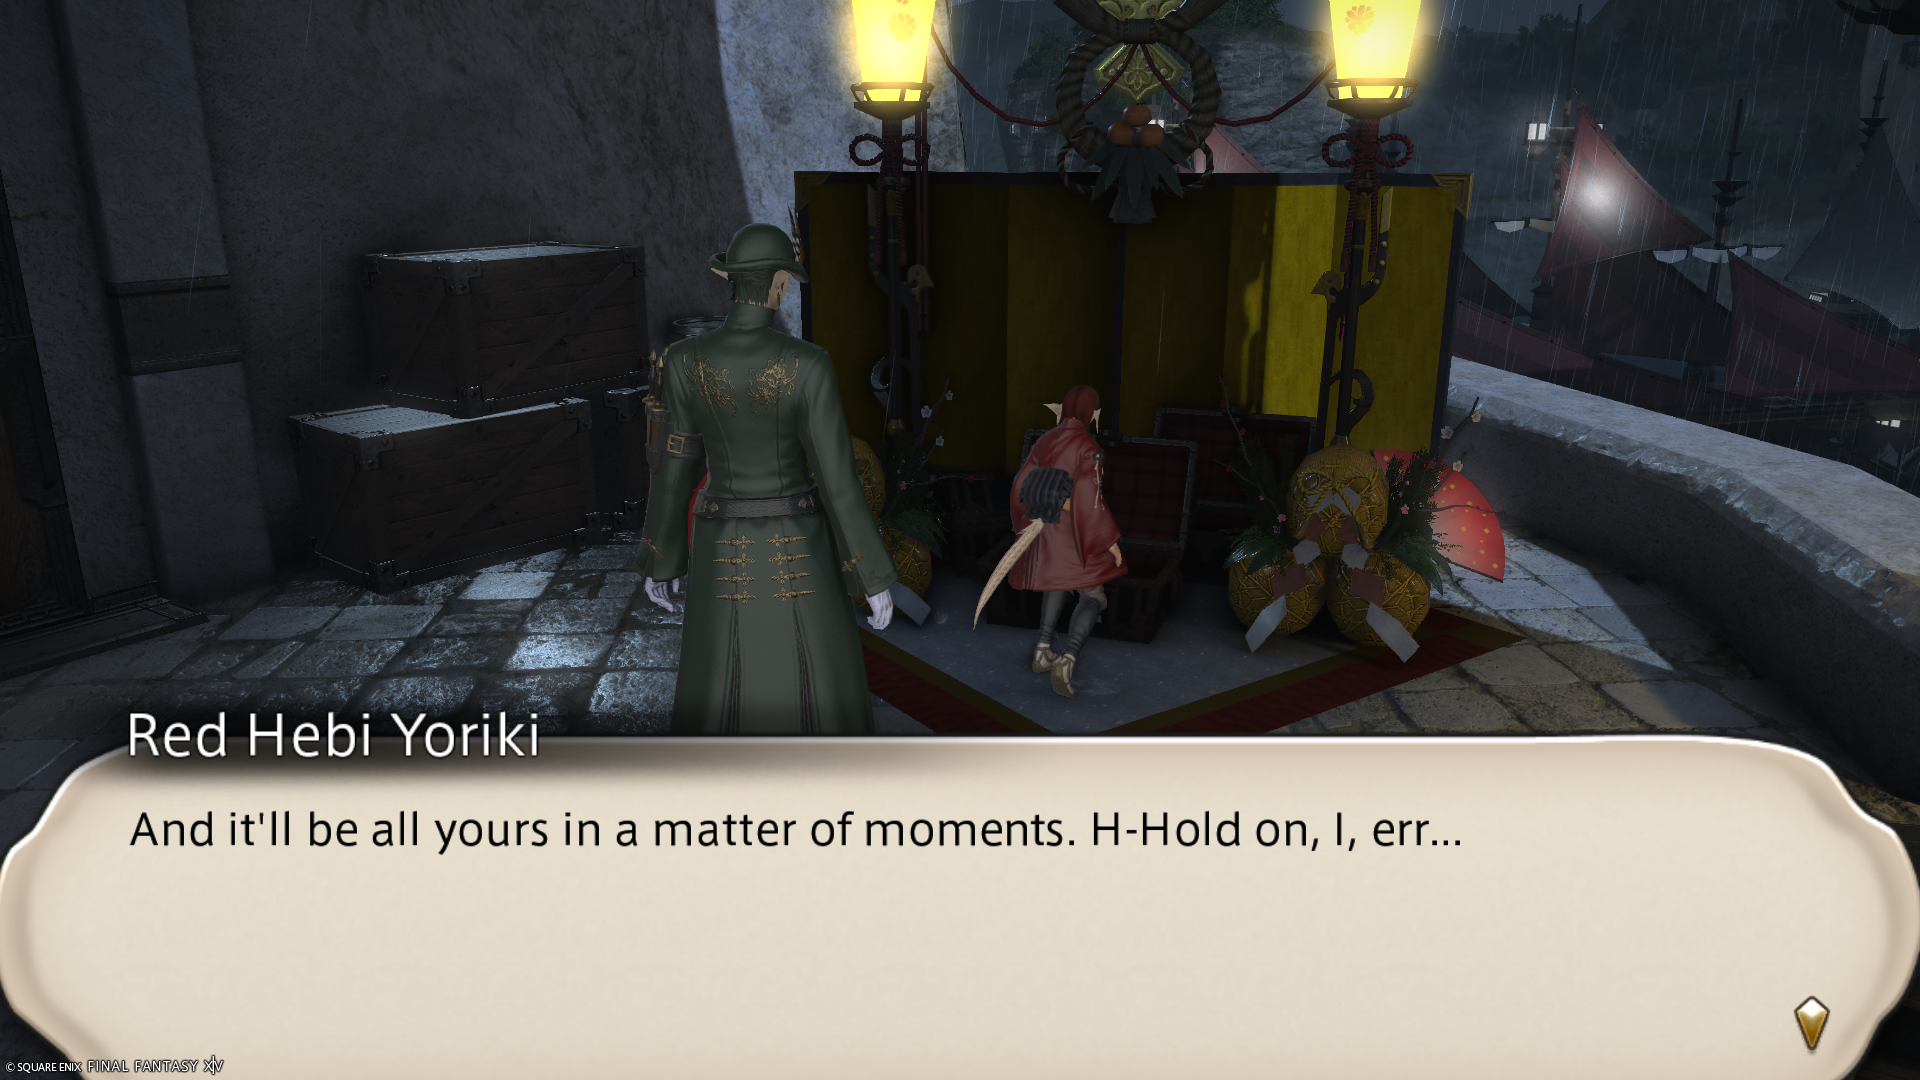 Red Hebi Yoriki
And it'll be all yours in a matter of moments. H-Hold on, I, err...
© SQUARE ENIX FINAL FANTASY XIV